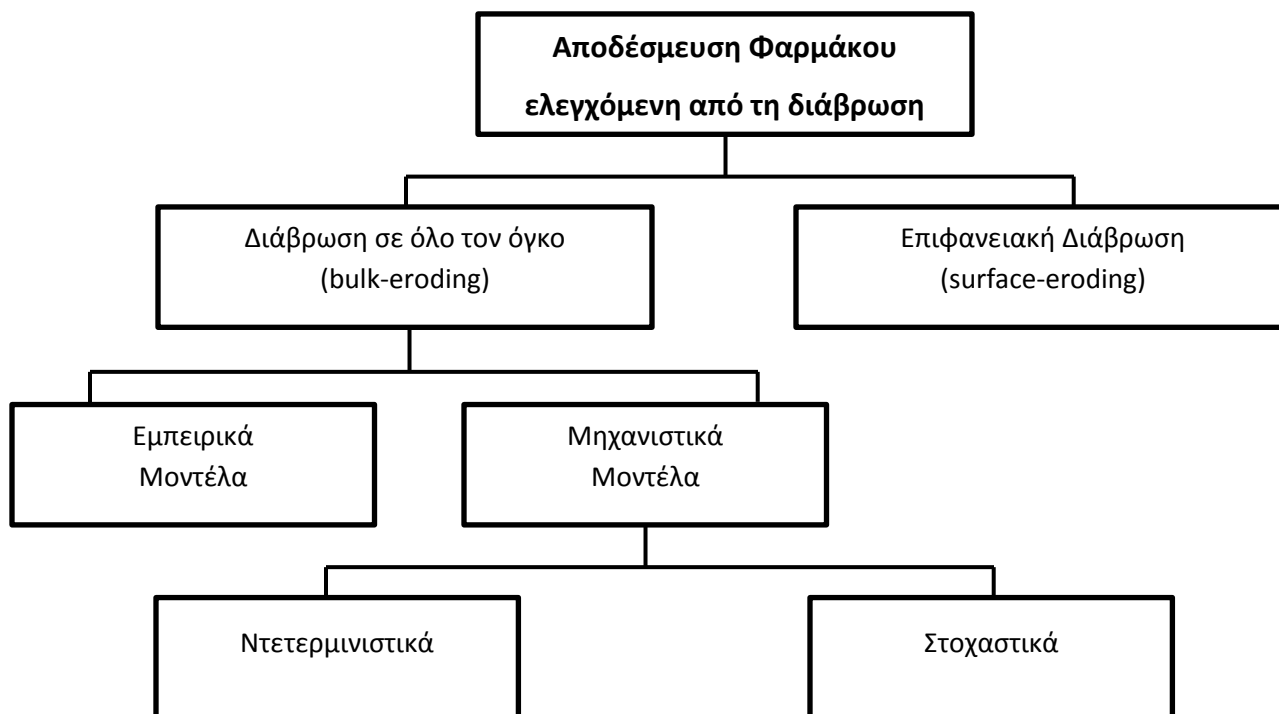 Αποδέσμευση Φαρμάκου
ελεγχόμενη από τη διάβρωση
Διάβρωση σε όλο τον όγκο
(bulk-eroding)
Επιφανειακή Διάβρωση
(surface-eroding)
Εμπειρικά
Μοντέλα
Μηχανιστικά
Μοντέλα
Ντετερμινιστικά
Στοχαστικά